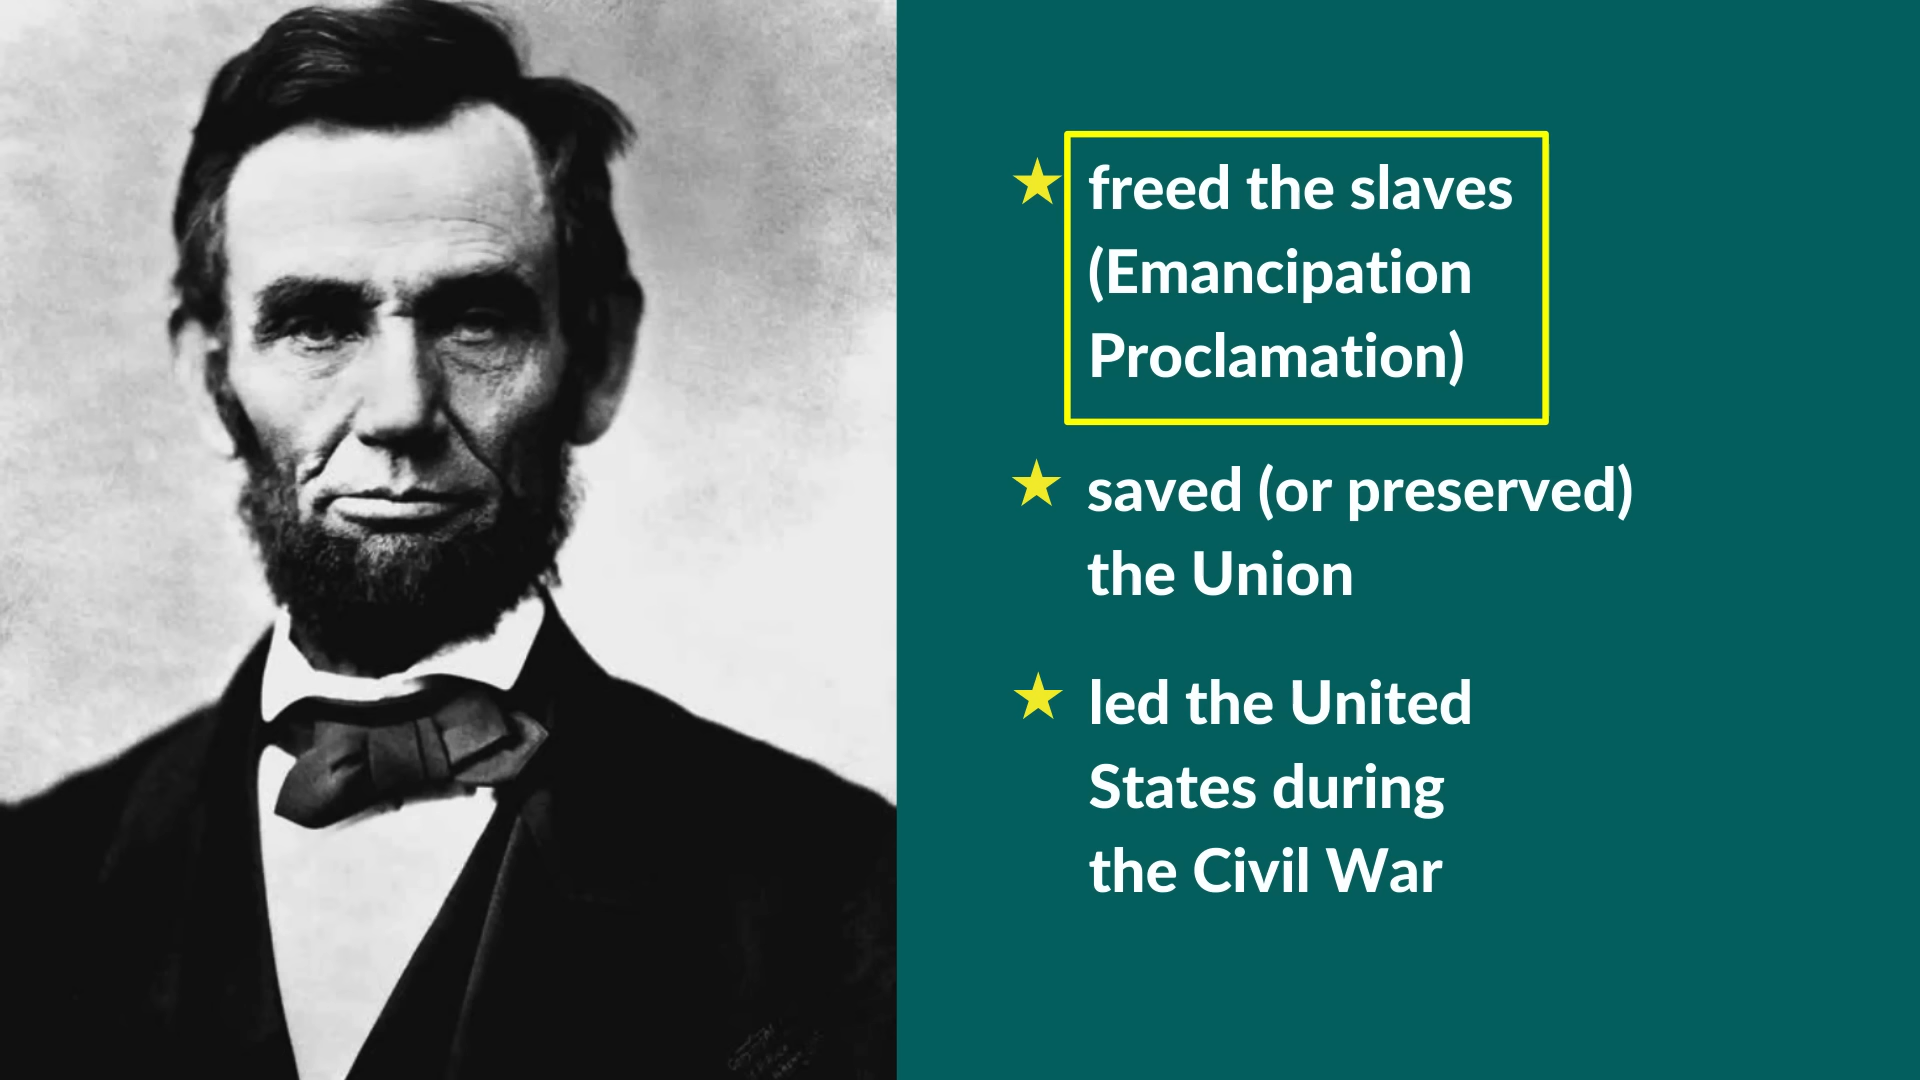 freed the slaves
(Emancipation
Proclamation)
saved (or preserved)
the Union
led the United
States during
the Civil War